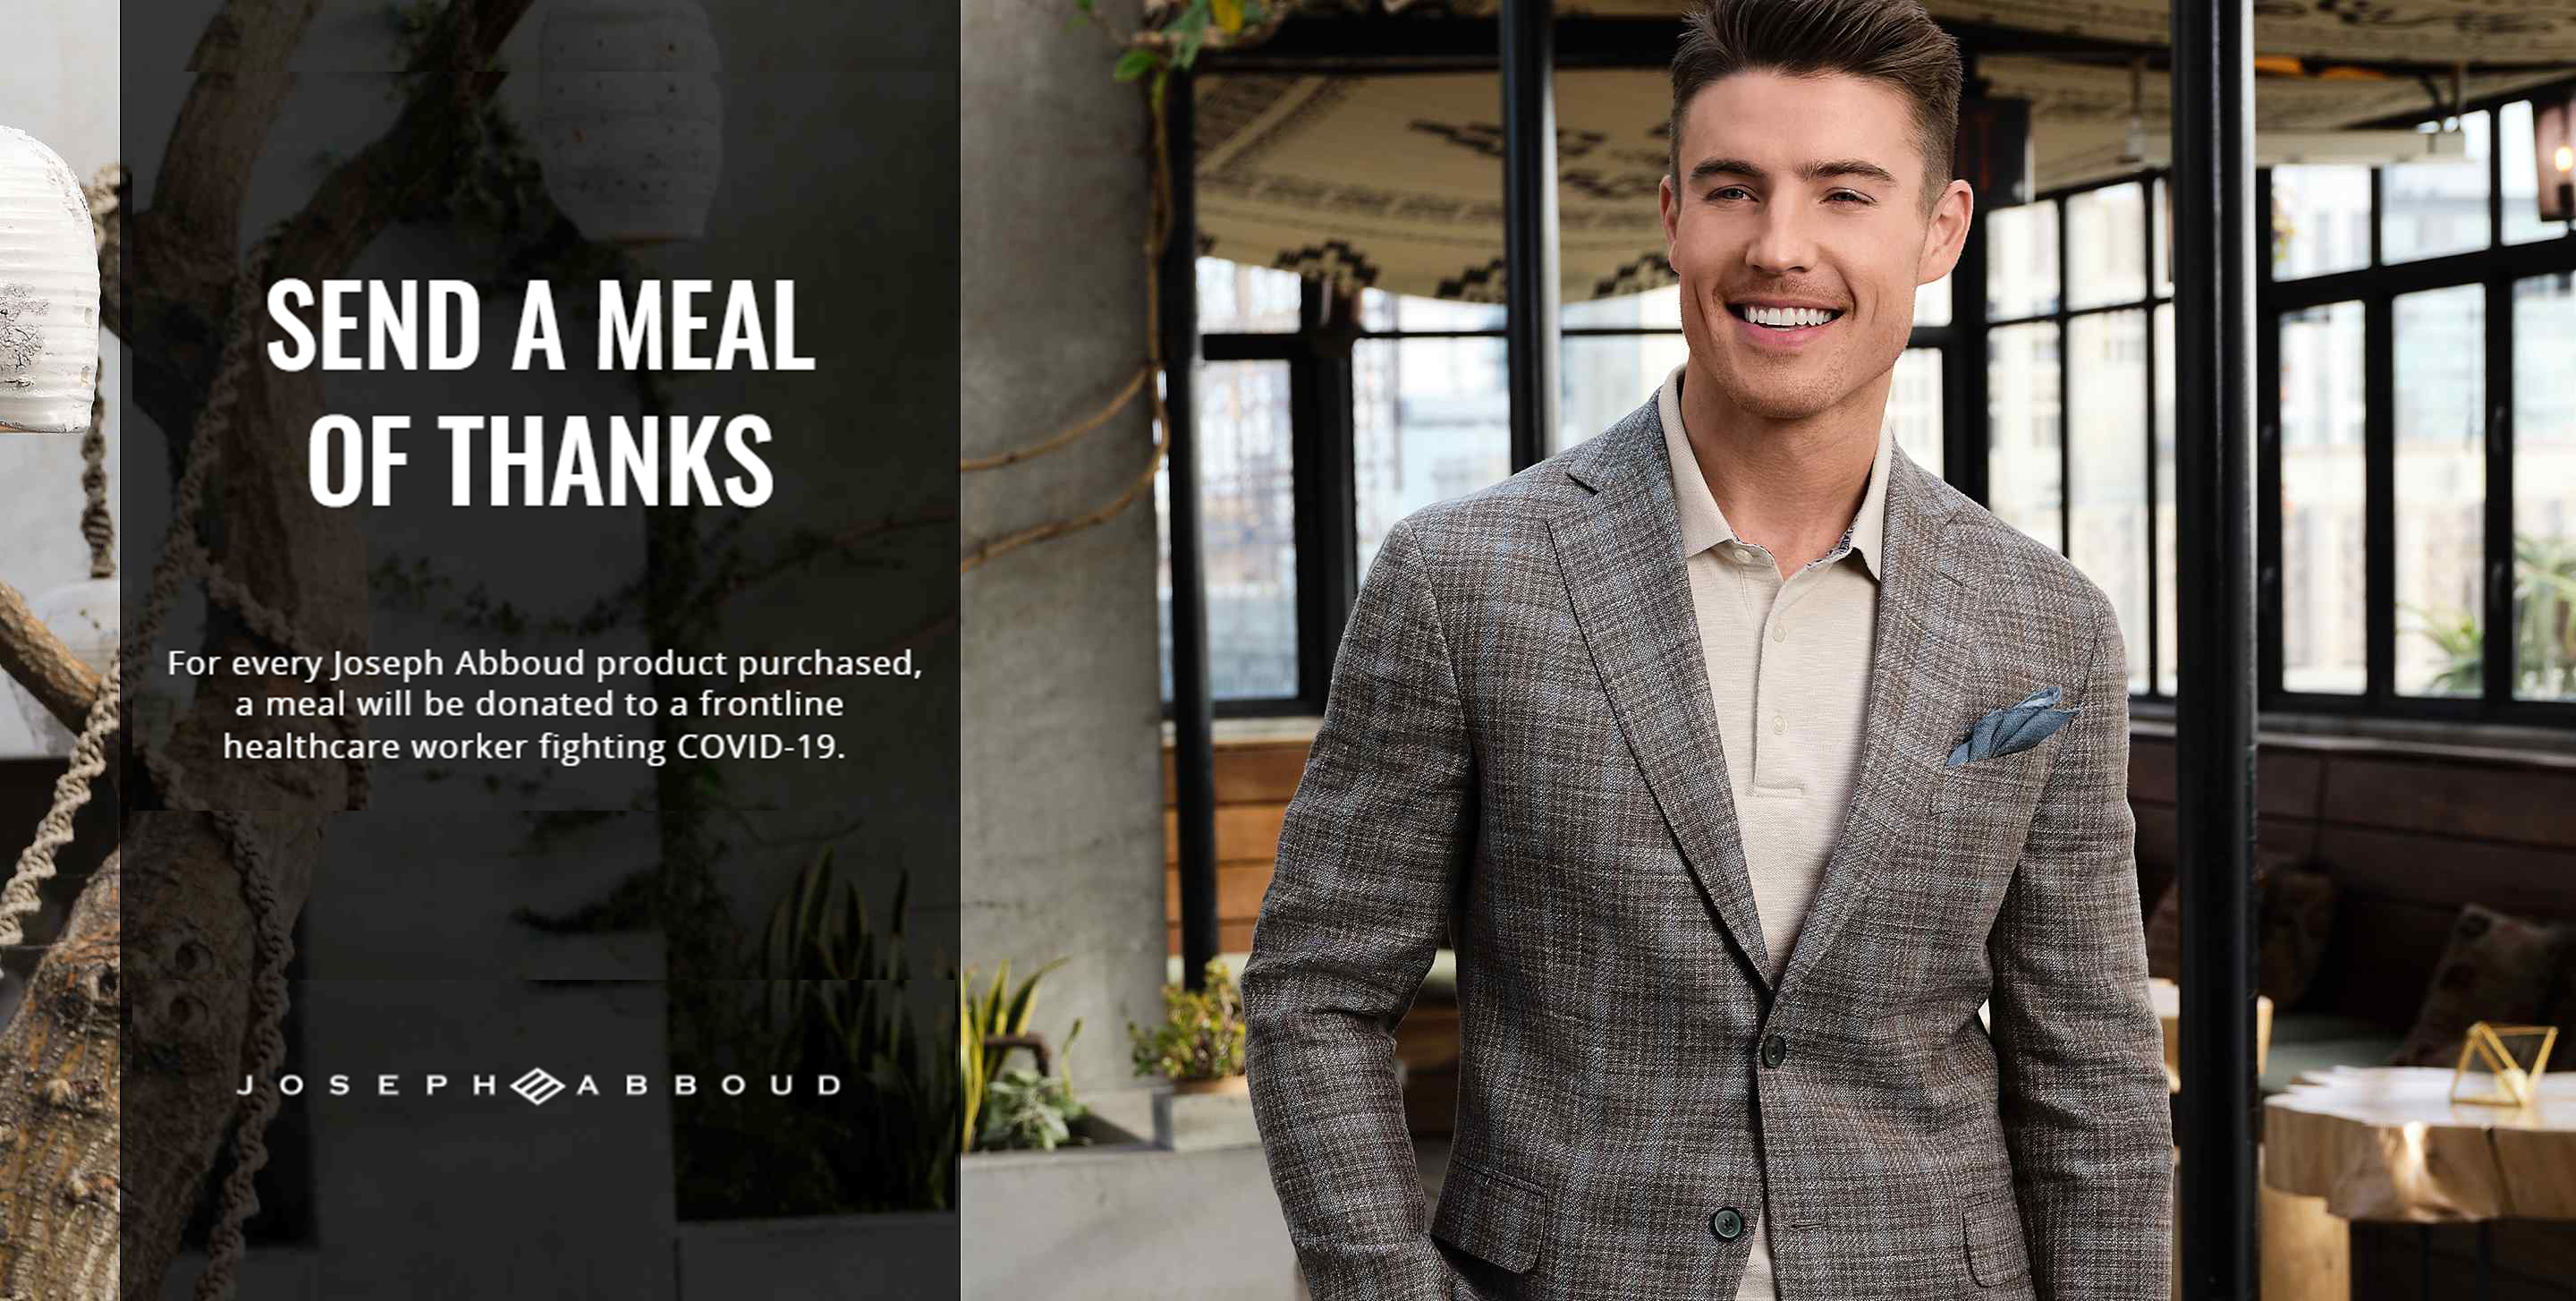 SEND A MEAL
OF THANKS
For every Joseph Abboud product purchased,
a meal will be donated to a frontline
healthcare worker fighting COVID-19.
JOSEPH ABBOUD